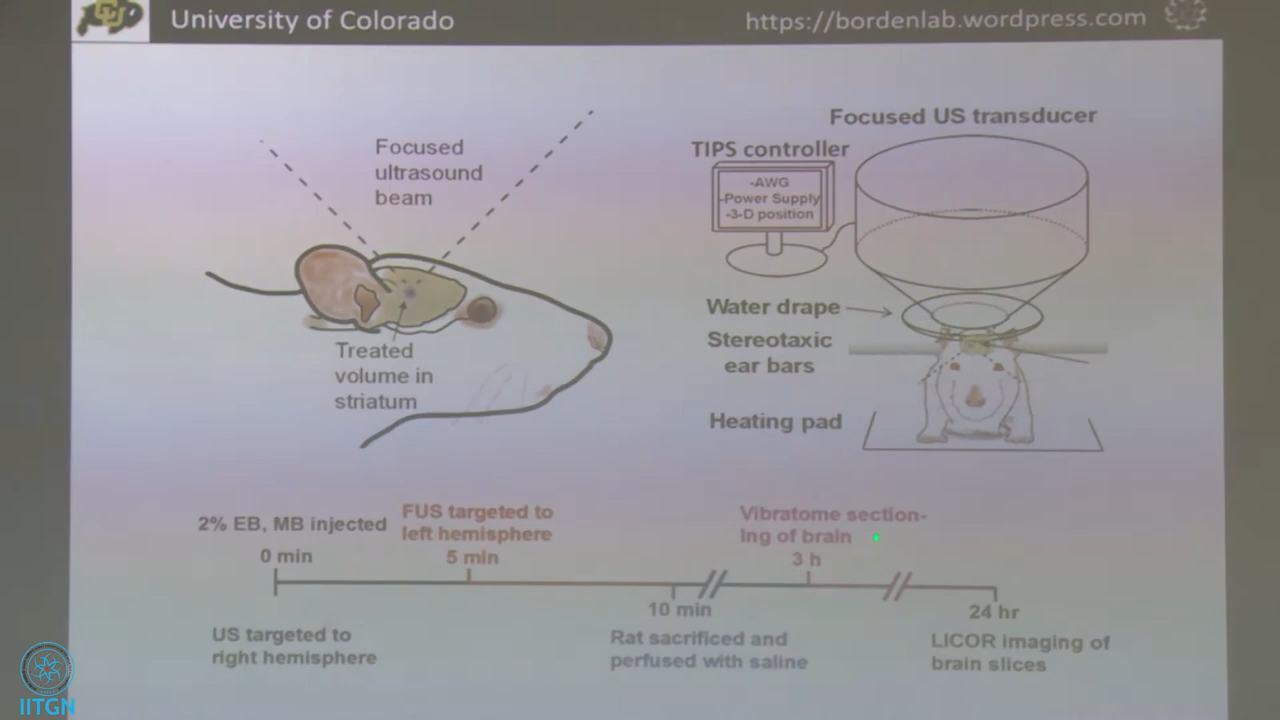 CU
University of Colorado
https://bordenlab.wordpress.com
Focused
ultrasound
beam
Treated
volume in
striatum
Focused US transducer
TIPS controller
-AWG
-Power Supply
-3-D position
Water drape
Stereotaxic
ear bars
Heating pad
2% EB, MB injected
0 min
FUS targeted to
left hemisphere
5 min
Vibratome section-
ing of brain
3 h
10 min
24 hr
US targeted to
right hemisphere
Rat sacrificed and
perfused with saline
LICOR imaging of
brain slices
IITGN